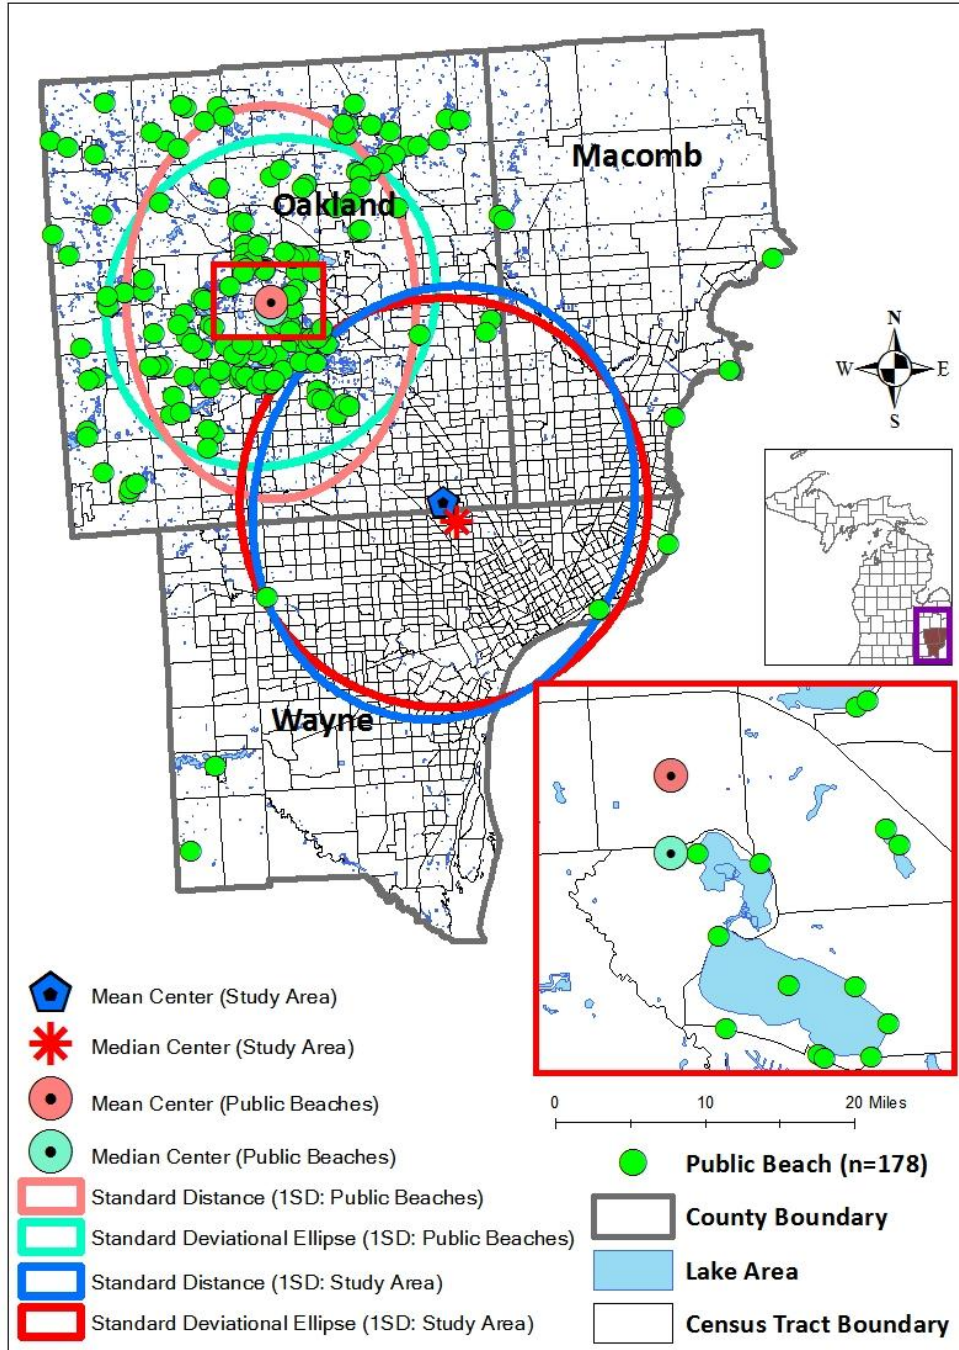 Macomb
Oakland
N
W
E
S
Wayne
Mean Center (Study Area)
Median Center (Study Area)
Mean Center (Public Beaches)
Median Center (Public Beaches)
Standard Distance (1SD: Public Beaches)
Standard Deviational Ellipse (1SD: Public Beaches)
Standard Distance (1SD: Study Area)
Standard Deviational Ellipse (1SD: Study Area)
0 10 20 Miles
Public Beach (n=178)
County Boundary
Lake Area
Census Tract Boundary